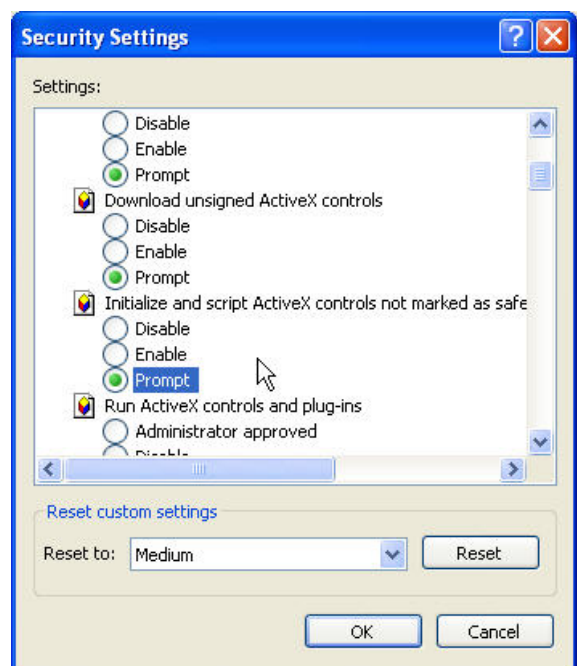 Security Settings
Settings:
Disable
Enable
Prompt
Download unsigned ActiveX controls
Disable
Enable
Prompt
Initialize and script ActiveX controls not marked as safe
Disable
Enable
Prompt
Run ActiveX controls and plug-ins
Administrator approved
Disable
Reset custom settings
Reset to: Medium Reset
OK Cancel